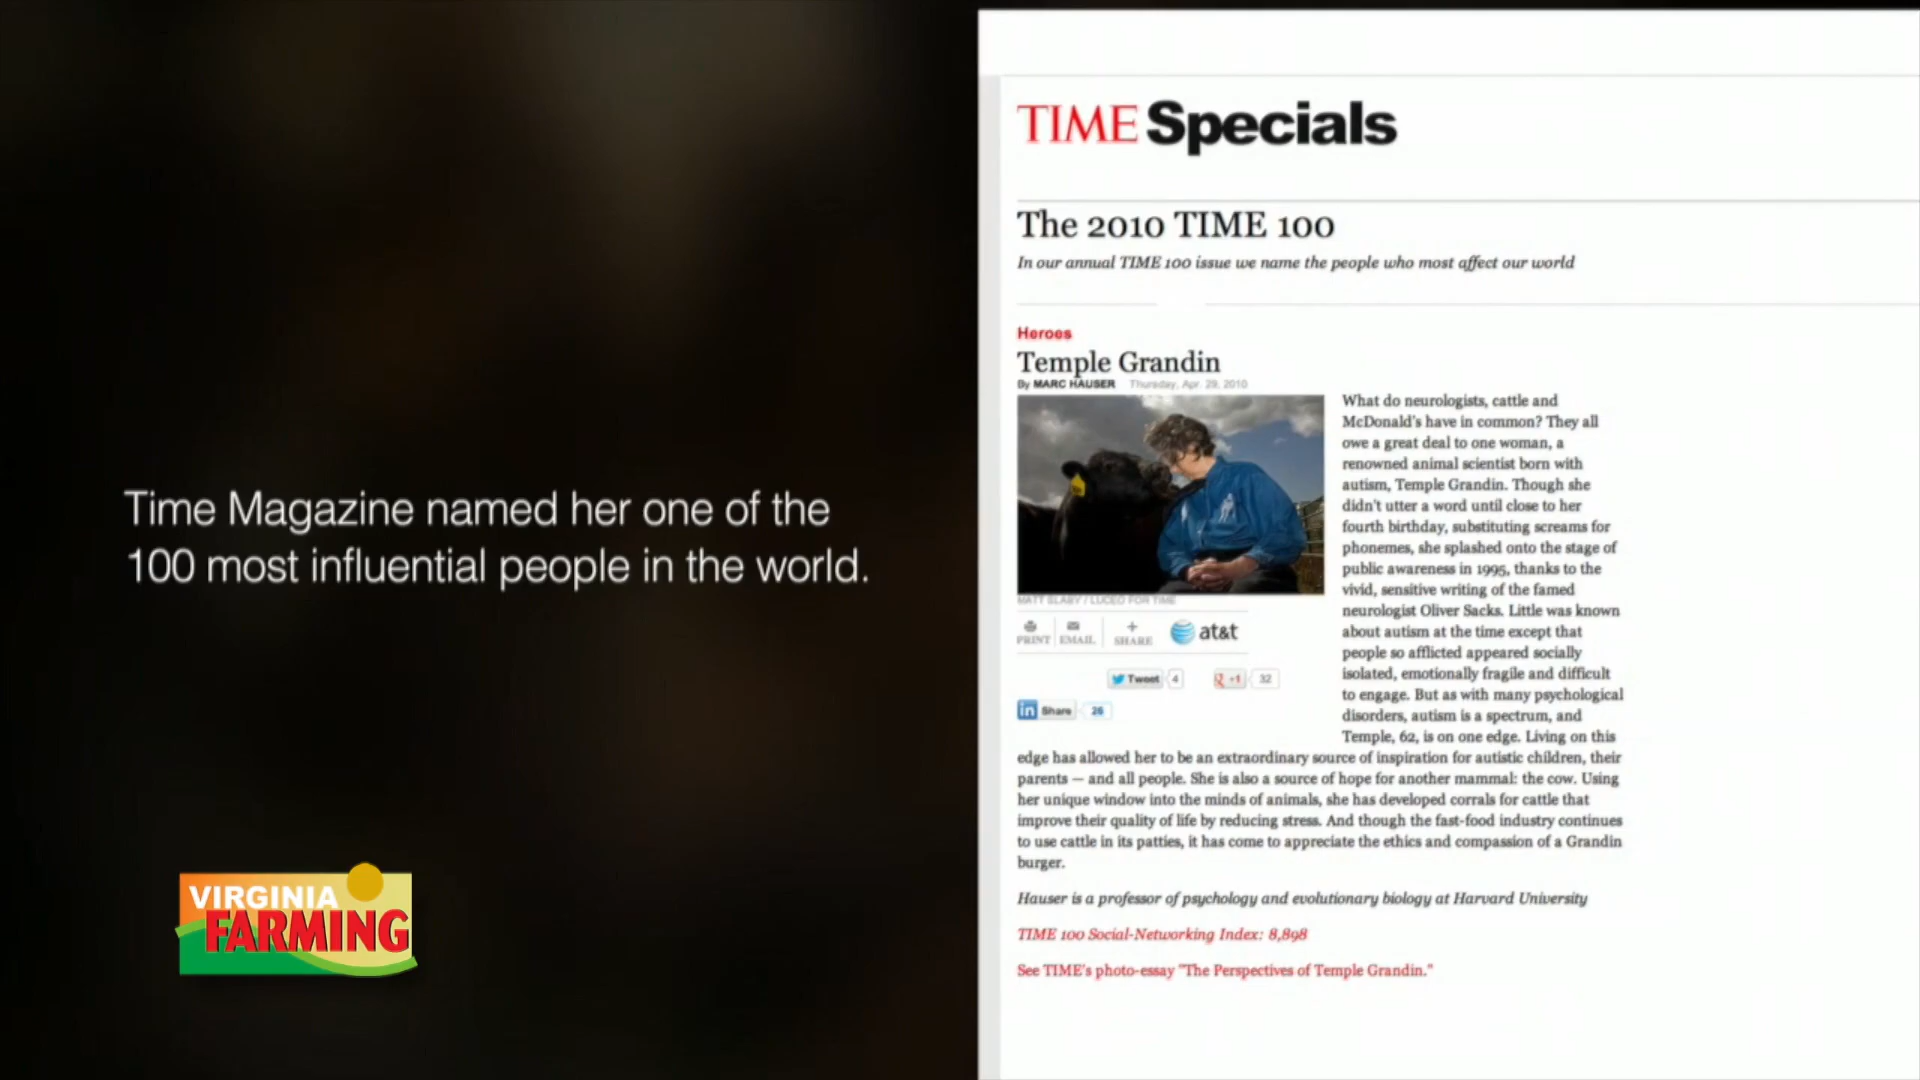 Time Magazine named her one of the
100 most influential people in the world.
VIRGINIA
FARMING
TIME Specials
The 2010 TIME 100
In our annual TIME 100 issue we name the people who most affect our world
Heroes
Temple Grandin
By MARC HAUSER Thursday, Apr. 29, 2010
What do neurologists, cattle and
McDonald's have in common? They all
owe a great deal to one woman, a
renowned animal scientist born with
autism, Temple Grandin. Though she
didn't utter a word until close to her
fourth birthday, substituting screams for
phonemes, she splashed onto the stage of
public awareness in 1995, thanks to the
vivid, sensitive writing of the famed
neurologist Oliver Sacks. Little was known
about autism at the time except that
people so afflicted appeared socially
isolated, emotionally fragile and difficult
to engage. But as with many psychological
disorders, autism is a spectrum, and
Temple, 62, is on one edge. Living on this
edge has allowed her to be an extraordinary source of inspiration for autistic children, their
parents — and all people. She is also a source of hope for another mammal: the cow. Using
her unique window into the minds of animals, she has developed corrals for cattle that
improve their quality of life by reducing stress. And though the fast-food industry continues
to use cattle in its patties, it has come to appreciate the ethics and compassion of a Grandin
burger.
MATT SLABY / LUCEO FOR TIME
PRINT EMAIL + SHARE at&t
Tweet 4 +1 32
in Share 26
Hauser is a professor of psychology and evolutionary biology at Harvard University
TIME 100 Social-Networking Index: 8,898
See TIME's photo-essay "The Perspectives of Temple Grandin."